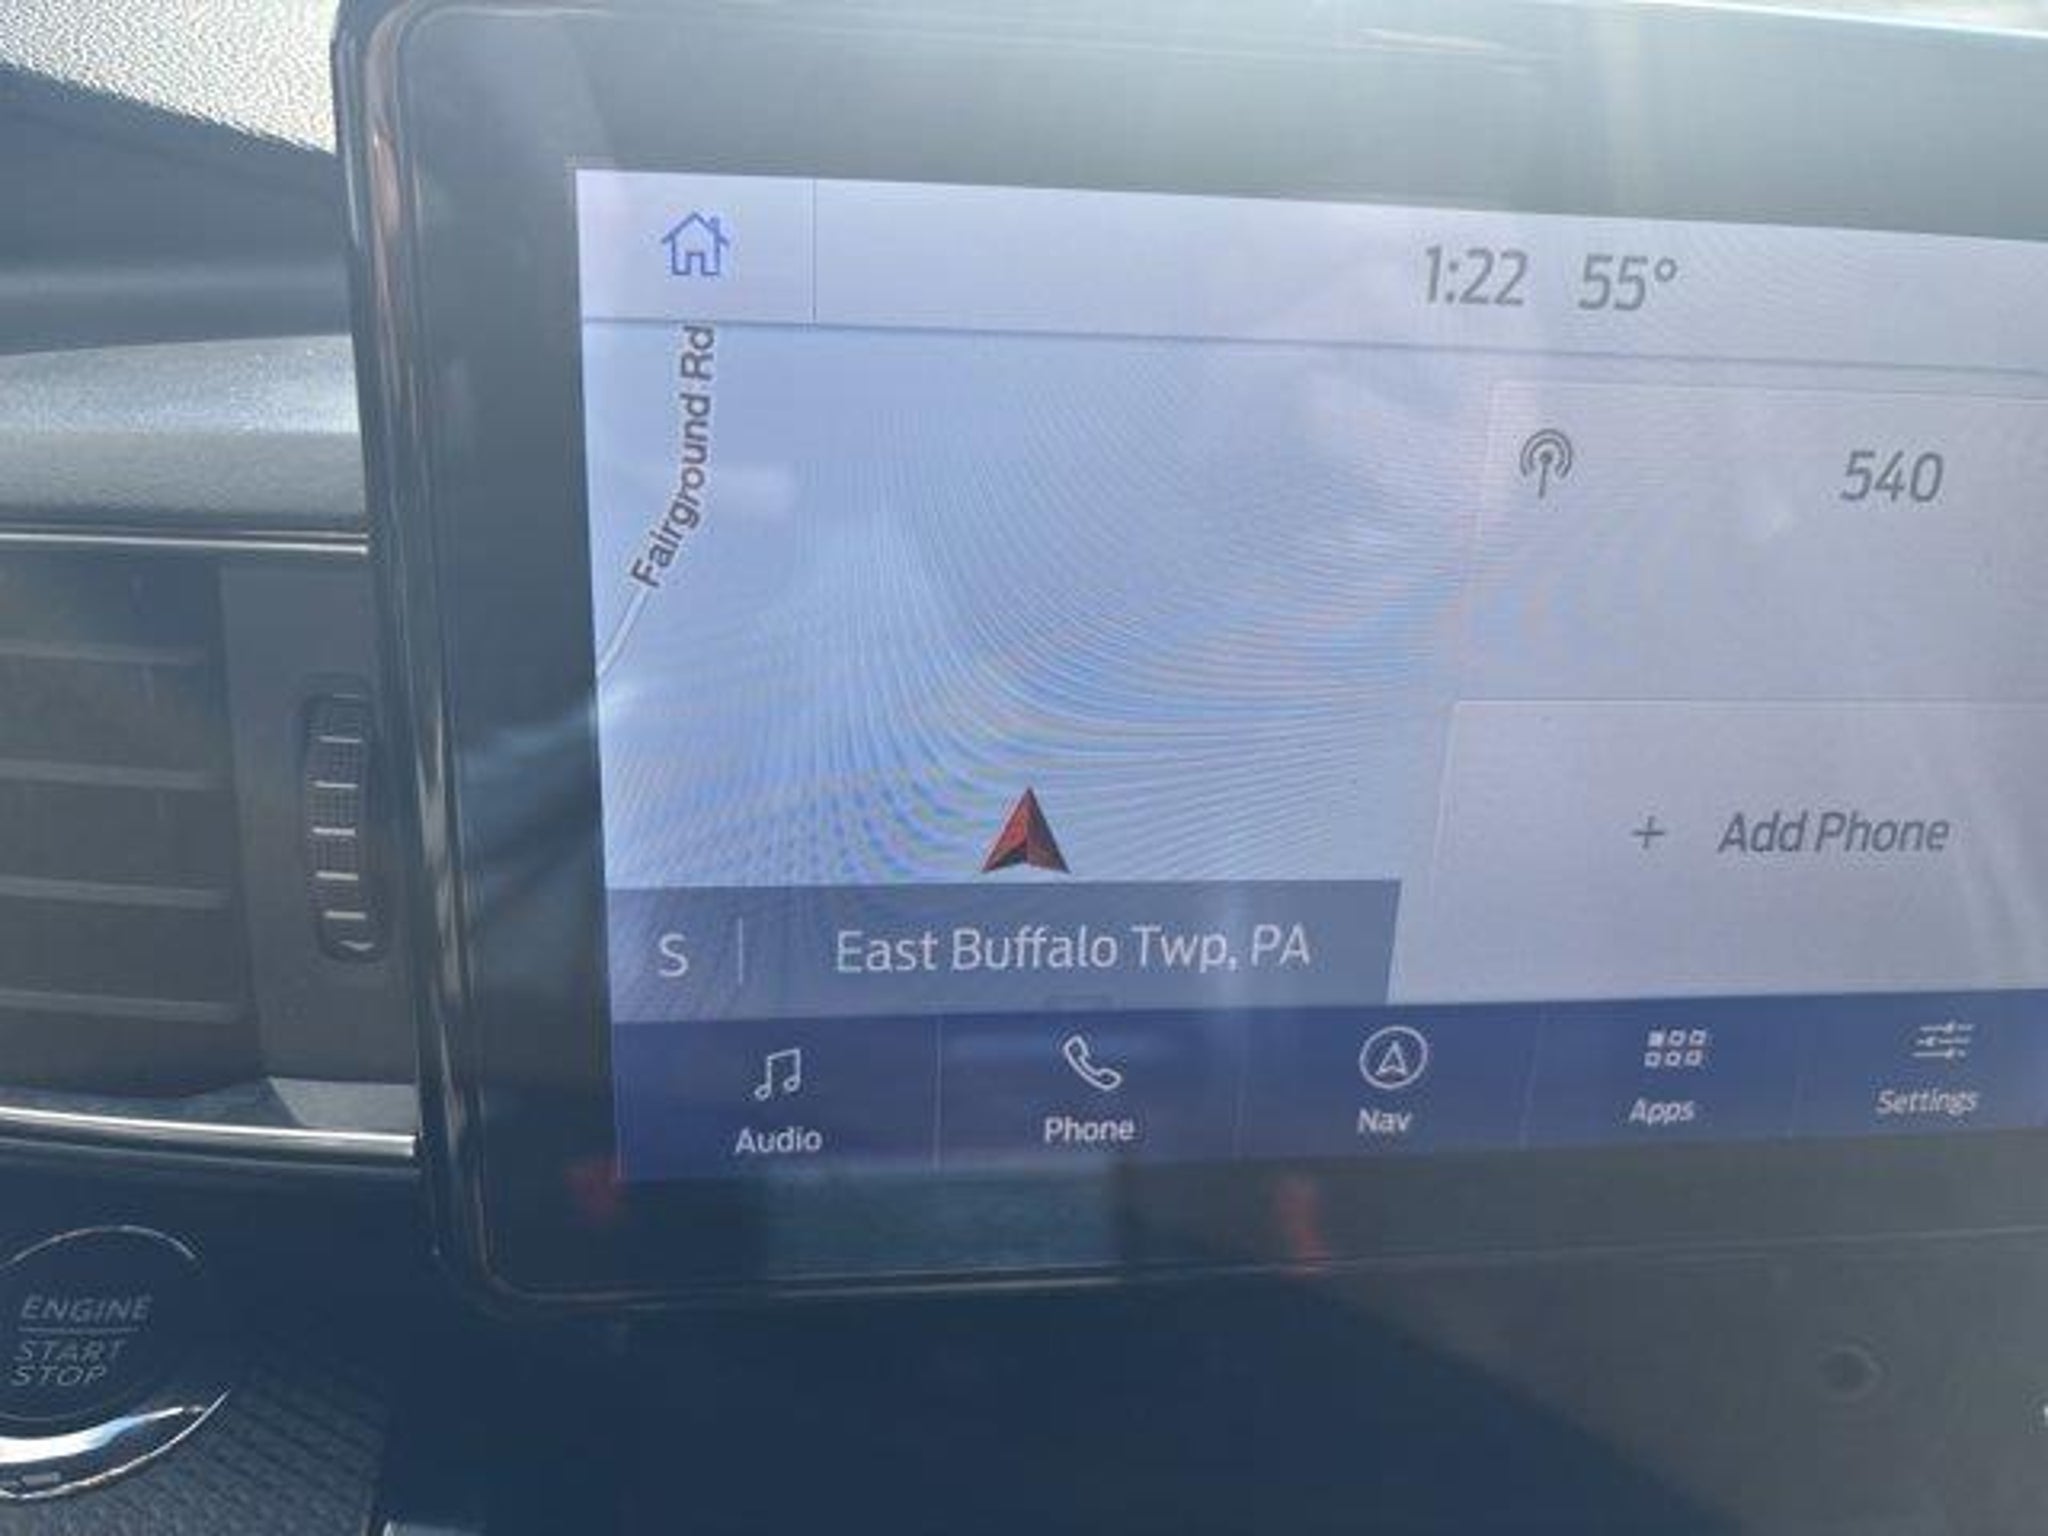 1:22 55°
Fairground Rd
540
+ Add Phone
S East Buffalo Twp, PA
Audio Phone Nav Apps Settings
ENGINE
START
STOP